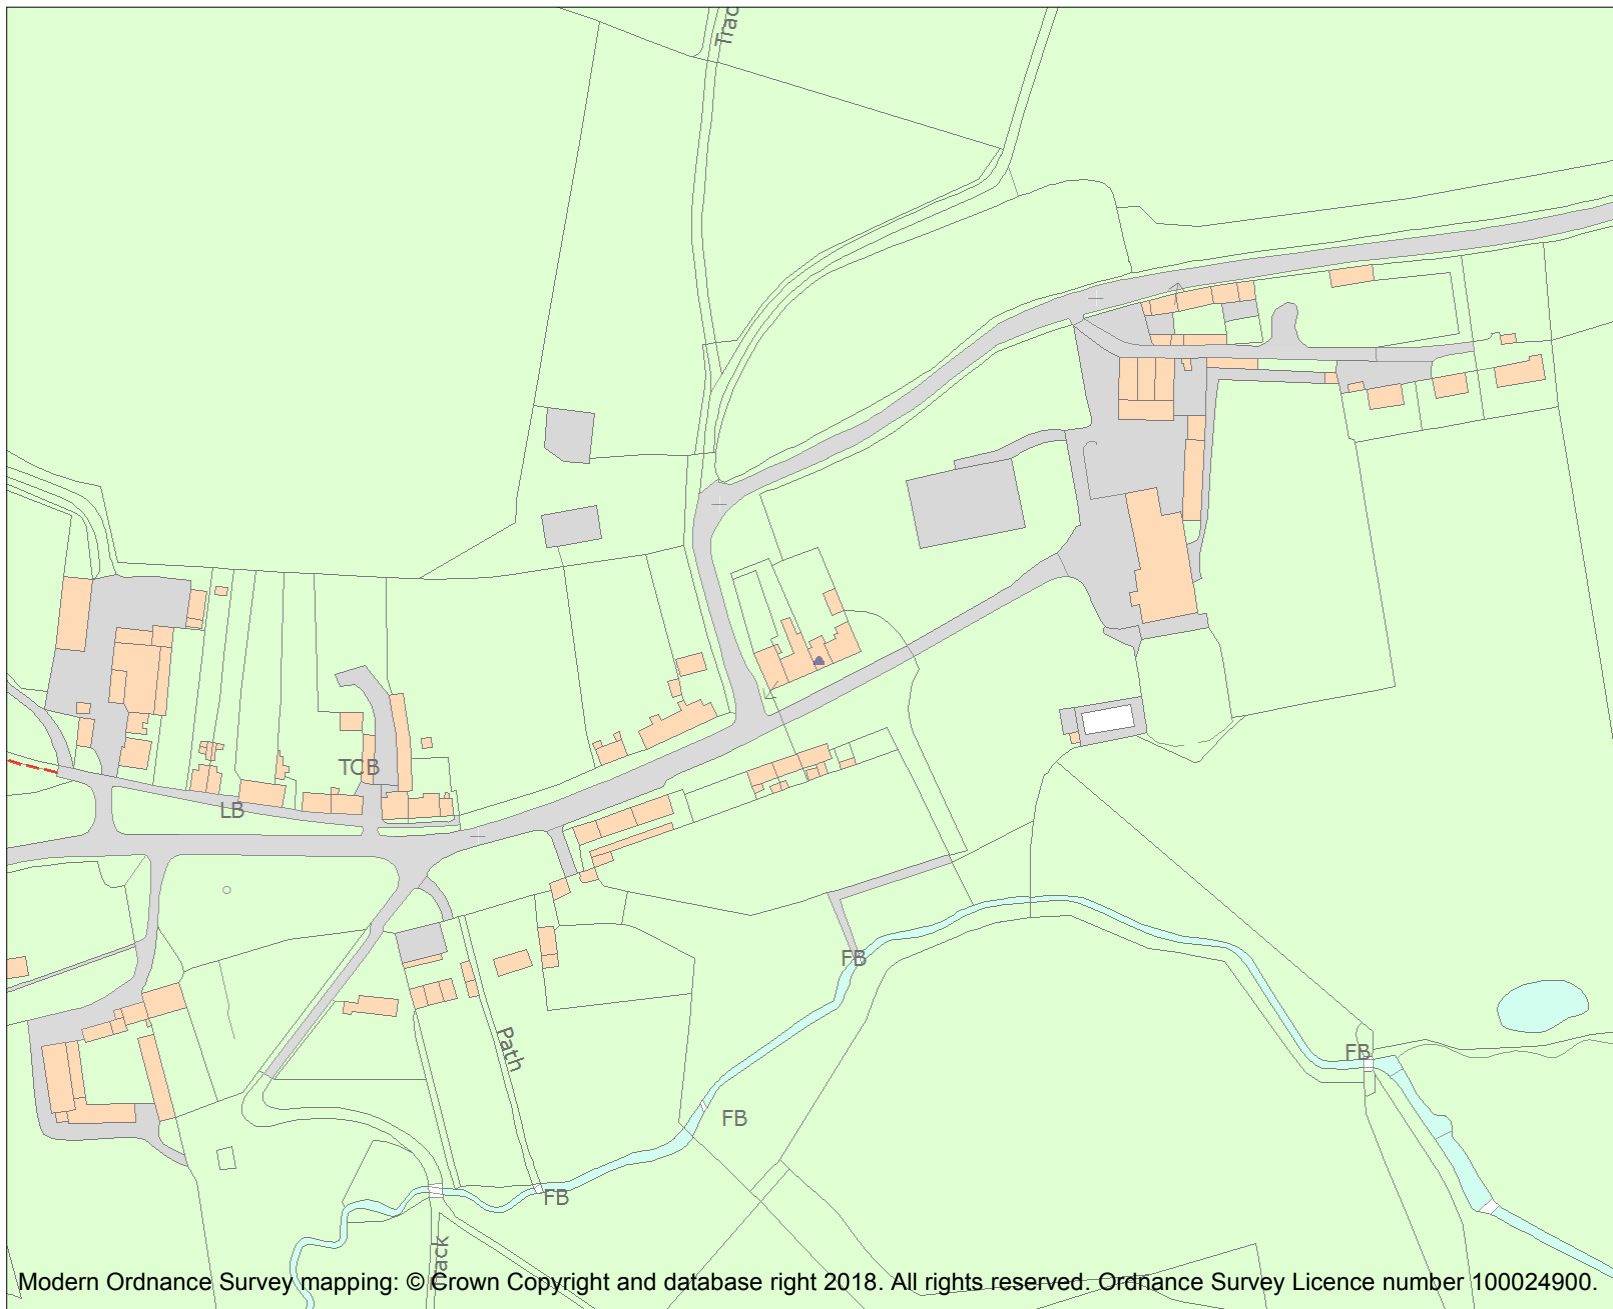 Trac
TCB
LB
FB
Path
FB
FB
FB
Track
Modern Ordnance Survey mapping: © Crown Copyright and database right 2018. All rights reserved. Ordnance Survey Licence number 100024900.